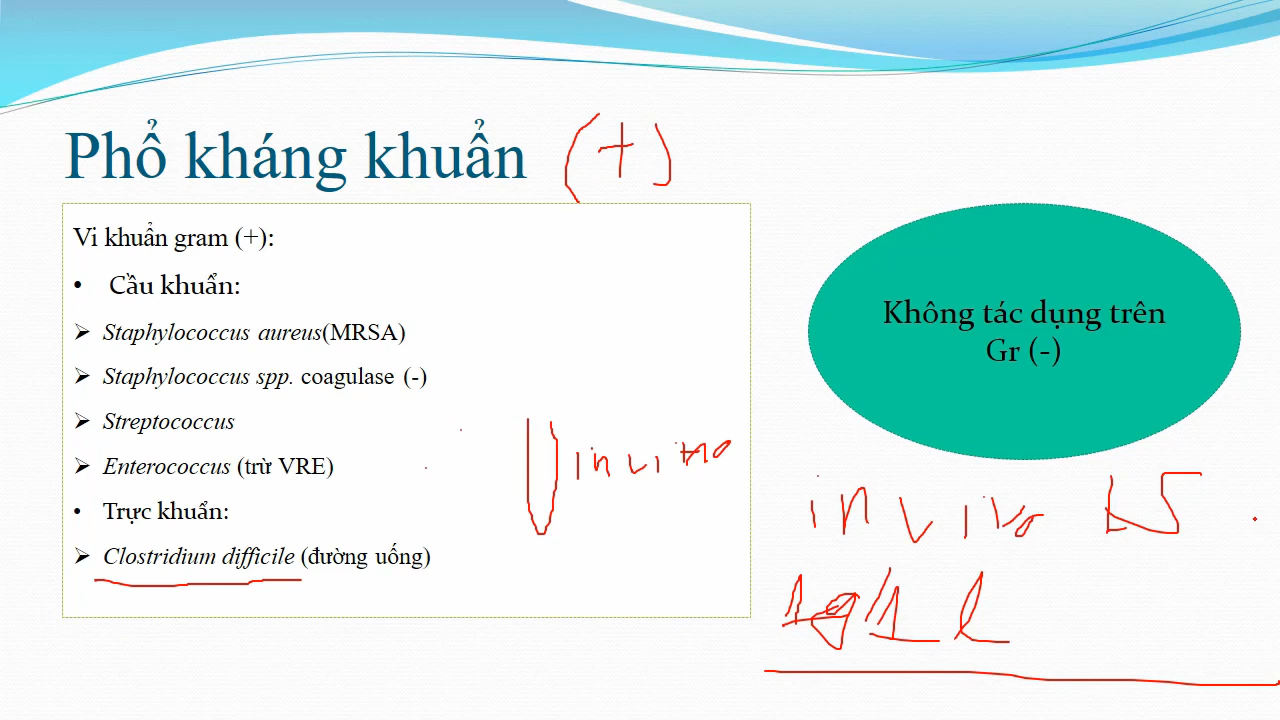 Phổ kháng khuẩn (+)
Vi khuẩn gram (+):
• Cầu khuẩn:
➢ Staphylococcus aureus(MRSA)
➢ Staphylococcus spp. coagulase (-)
➢ Streptococcus
➢ Enterococcus (trừ VRE)
• Trực khuẩn:
➢ Clostridium difficile (đường uống)
in vitro
Không tác dụng trên
Gr (-)
in vivo